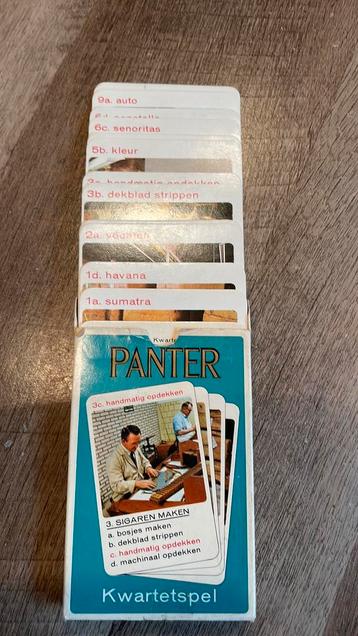 9a. auto
6c. senoritas
5b. kleur
3b. dekblad strippen
2a. vochten
1d. havana
1a. sumatra
Kwarte
PANTER
3c. handmatig opdekken
3. SIGAREN MAKEN
a. bosjes maken
b. dekblad strippen
c. handmatig opdekken
d. machinaal opdekken
Kwartetspel